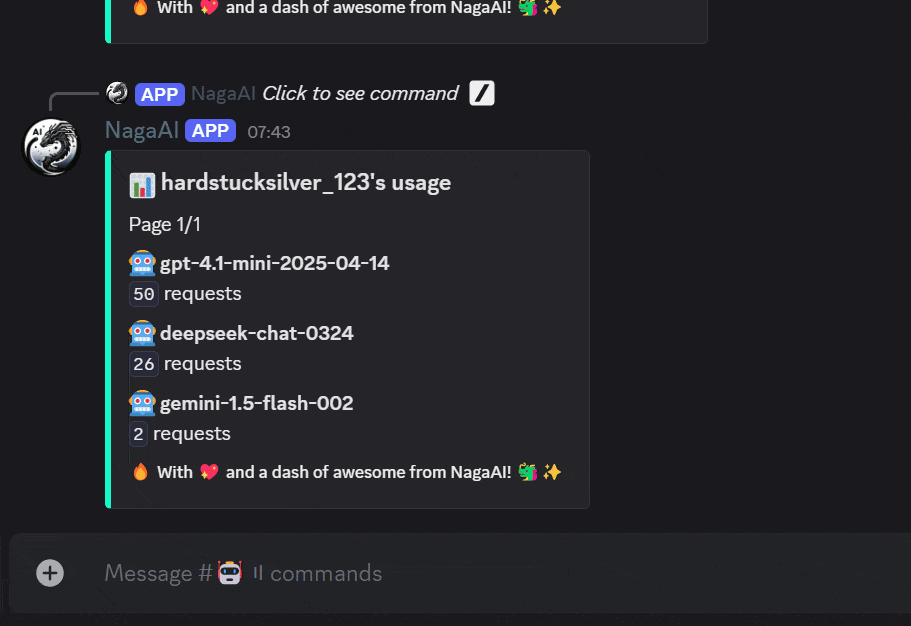 🔥 With 💖 and a dash of awesome from NagaAI! 🐲✨
APP NagaAI Click to see command /
NagaAI APP 07:43
AI
📊 hardstucksilver_123's usage
Page 1/1
🤖 gpt-4.1-mini-2025-04-14
50 requests
🤖 deepseek-chat-0324
26 requests
🤖 gemini-1.5-flash-002
2 requests
🔥 With 💖 and a dash of awesome from NagaAI! 🐲✨
Message #🤖〢commands